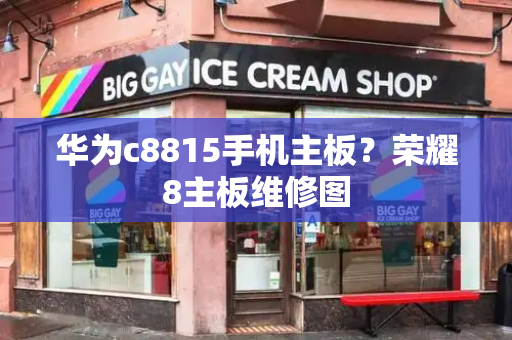 BIG GAY ICE CREAM SHOP
华为c8815手机主板？荣耀
8主板维修图
BIG GAY
ICE CREAM SHOP
BIG GAY
ICE CREAM SHOP
A